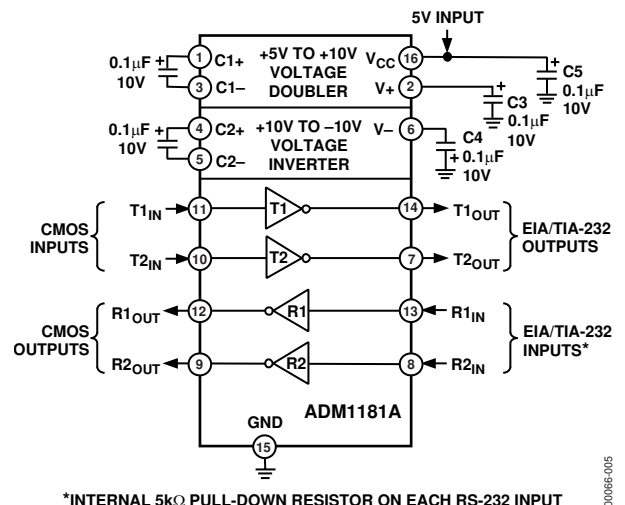 5V INPUT
0.1μF
10V
+
1
C1+
3
C1–
+5V TO +10V
VOLTAGE
DOUBLER
VCC
16
V+
2
+
C3
0.1μF
10V
+
C5
0.1μF
10V
0.1μF
10V
+
4
C2+
5
C2–
+10V TO –10V
VOLTAGE
INVERTER
V–
6
C4
+
0.1μF
10V
CMOS
INPUTS
T1IN
11
T1
14
T1OUT
T2IN
10
T2
7
T2OUT
EIA/TIA-232
OUTPUTS
CMOS
OUTPUTS
R1OUT
12
R1
13
R1IN
R2OUT
9
R2
8
R2IN
EIA/TIA-232
INPUTS*
GND
ADM1181A
15
*INTERNAL 5kΩ PULL-DOWN RESISTOR ON EACH RS-232 INPUT
00066-005